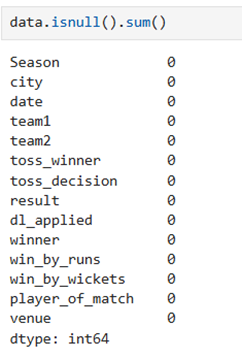 data.isnull().sum()
Season 0
city 0
date 0
team1 0
team2 0
toss_winner 0
toss_decision 0
result 0
dl_applied 0
winner 0
win_by_runs 0
win_by_wickets 0
player_of_match 0
venue 0
dtype: int64